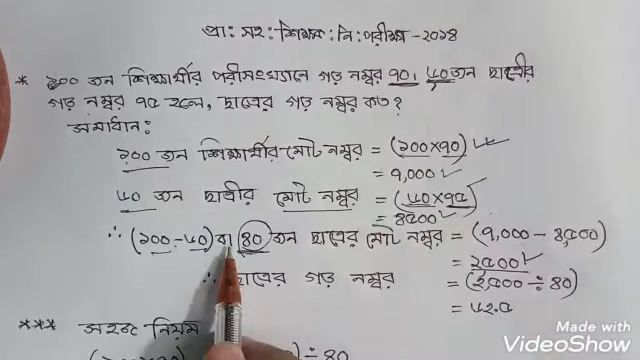 প্রা: সহ: শিক্ষক: নি: পরীক্ষা - ২০১৪
* ১০০ জন শিক্ষার্থীর পরীসংখ্যানে গড় নম্বর ৭০। ৬০ জন ছাত্রীর
গড় নম্বর ৭৫ হলে, ছাত্রের গড় নম্বর কত?
সমাধান:
১০০ জন শিক্ষার্থীর মোট নম্বর = (১০০×৭০)
= ৭,০০০
৬০ জন ছাত্রীর মোট নম্বর = (৬০×৭৫)
= ৪৫০০
∴ (১০০-৬০) বা ৪০ জন ছাত্রের মোট নম্বর = (৭,০০০ - ৪,৫০০)
= ২৫০০
∴ ছাত্রের গড় নম্বর = (২,৫০০ ÷ ৪০)
= ৬২.৫
*** সহজ নিয়ম
÷ ৪০
Made with
VideoShow